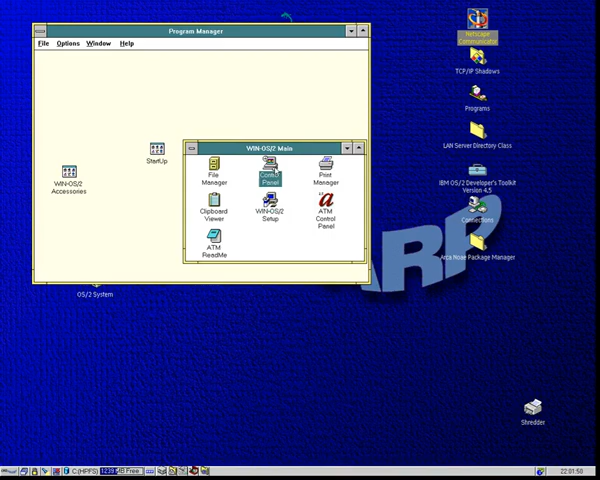 Program Manager
File Options Window Help
StartUp
WIN-OS/2
Accessories
WIN-OS/2 Main
File
Manager
Control
Panel
Print
Manager
Clipboard
Viewer
WIN-OS/2
Setup
ATM
Control
Panel
ATM
ReadMe
OS/2 System
Netscape
Communicator
TCP/IP Shadows
Programs
LAN Server Directory Class
IBM OS/2 Developer's Toolkit
Version 4.5
Connections
Arca Noae Package Manager
ARP
Shredder
C:(HPFS) 1239 MB Free
22:01:50